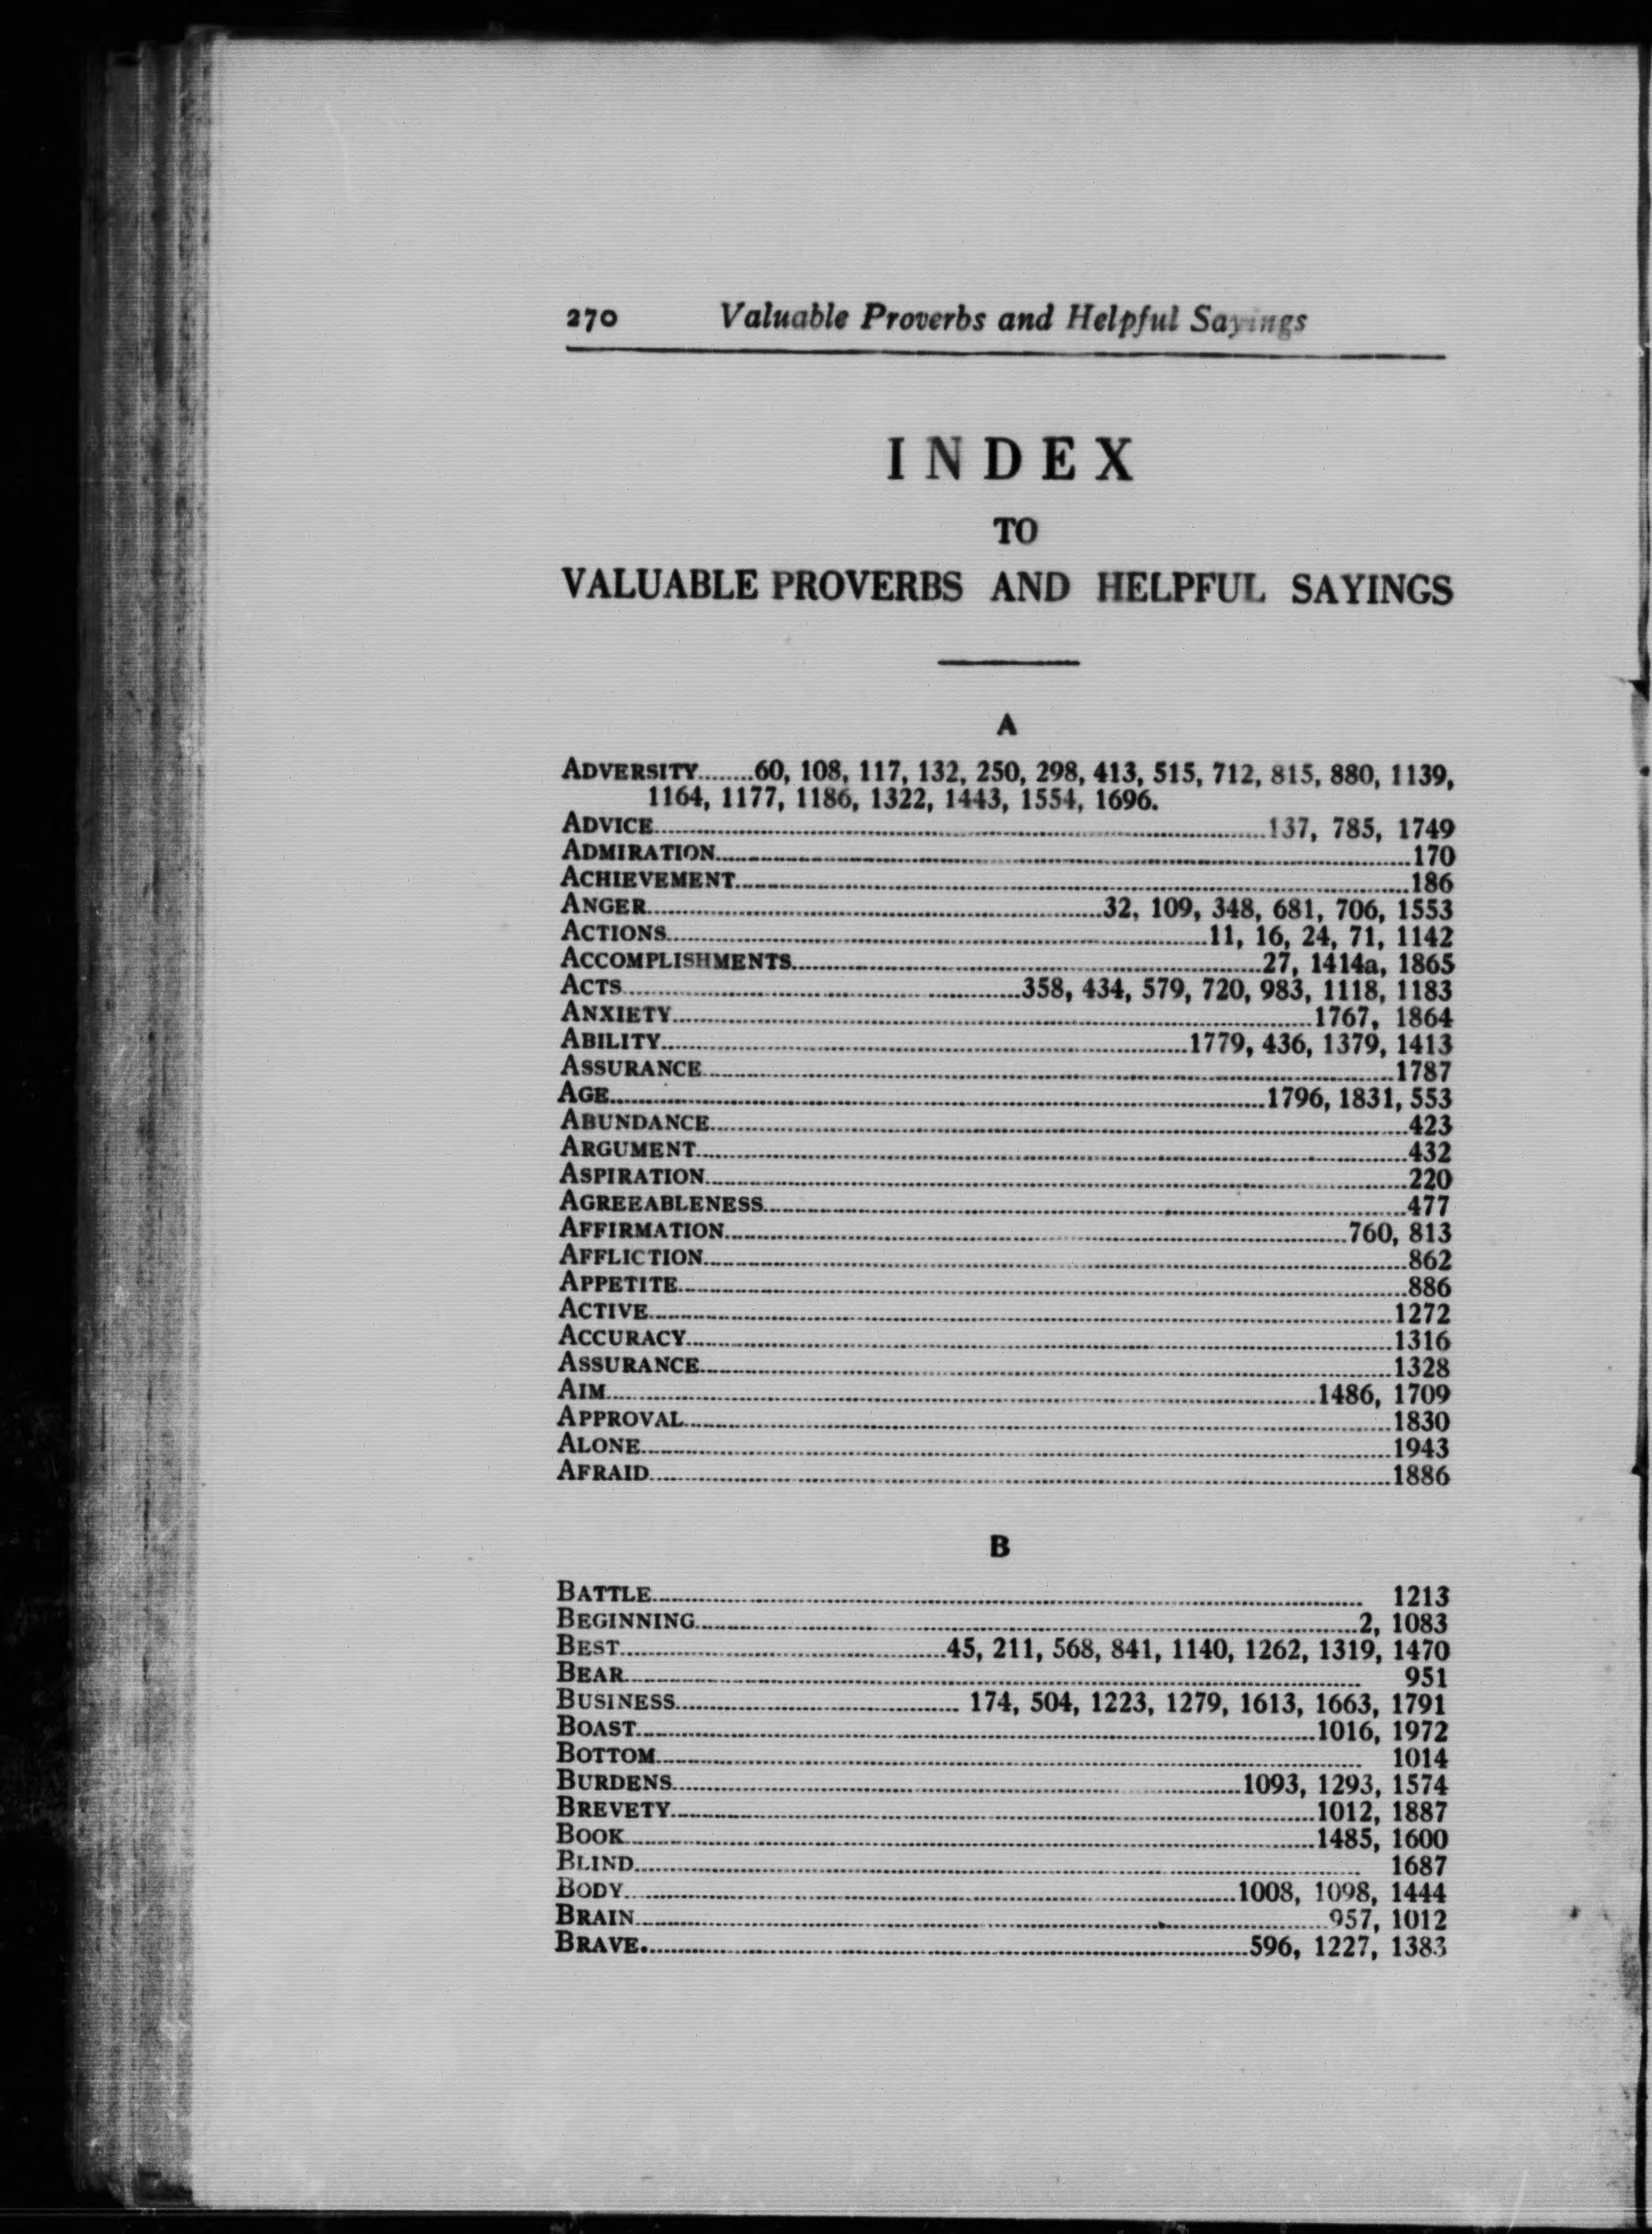 270 Valuable Proverbs and Helpful Sayings
INDEX
TO
VALUABLE PROVERBS AND HELPFUL SAYINGS
A
ADVERSITY........60, 108, 117, 132, 250, 298, 413, 515, 712, 815, 880, 1139,
1164, 1177, 1186, 1322, 1443, 1554, 1696.
ADVICE........137, 785, 1749
ADMIRATION........170
ACHIEVEMENT........186
ANGER........32, 109, 348, 681, 706, 1553
ACTIONS........11, 16, 24, 71, 1142
ACCOMPLISHMENTS........27, 1414a, 1865
ACTS........358, 434, 579, 720, 983, 1118, 1183
ANXIETY........1767, 1864
ABILITY........1779, 436, 1379, 1413
ASSURANCE........1787
AGE........1796, 1831, 553
ABUNDANCE........423
ARGUMENT........432
ASPIRATION........220
AGREEABLENESS........477
AFFIRMATION........760, 813
AFFLICTION........862
APPETITE........886
ACTIVE........1272
ACCURACY........1316
ASSURANCE........1328
AIM........1486, 1709
APPROVAL........1830
ALONE........1943
AFRAID........1886
B
BATTLE........ 1213
BEGINNING........2, 1083
BEST........45, 211, 568, 841, 1140, 1262, 1319, 1470
BEAR........ 951
BUSINESS........ 174, 504, 1223, 1279, 1613, 1663, 1791
BOAST........1016, 1972
BOTTOM........ 1014
BURDENS........1093, 1293, 1574
BREVETY........1012, 1887
BOOK........1485, 1600
BLIND........ 1687
BODY........1008, 1098, 1444
BRAIN........957, 1012
BRAVE........596, 1227, 1383